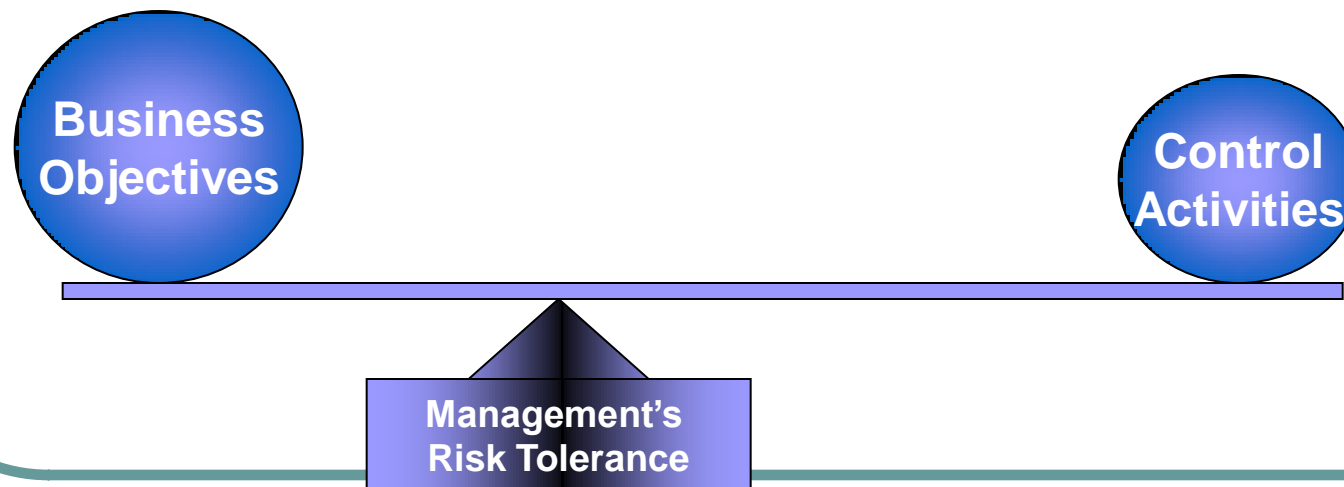 Business
Objectives
Control
Activities
Management’s
Risk Tolerance